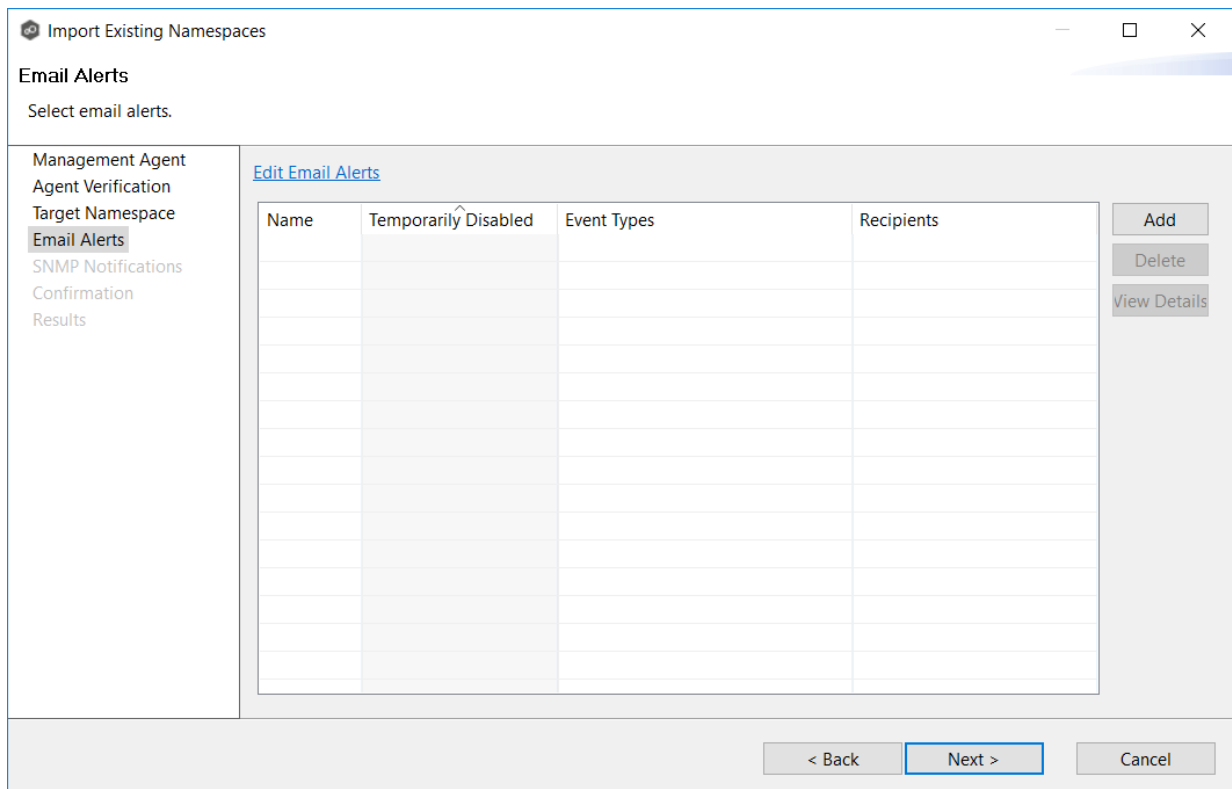 Import Existing Namespaces
Email Alerts
Select email alerts.
Management Agent
Agent Verification
Target Namespace
Email Alerts
SNMP Notifications
Confirmation
Results
Edit Email Alerts
Name Temporarily Disabled Event Types Recipients
Add
Delete
View Details
< Back Next > Cancel